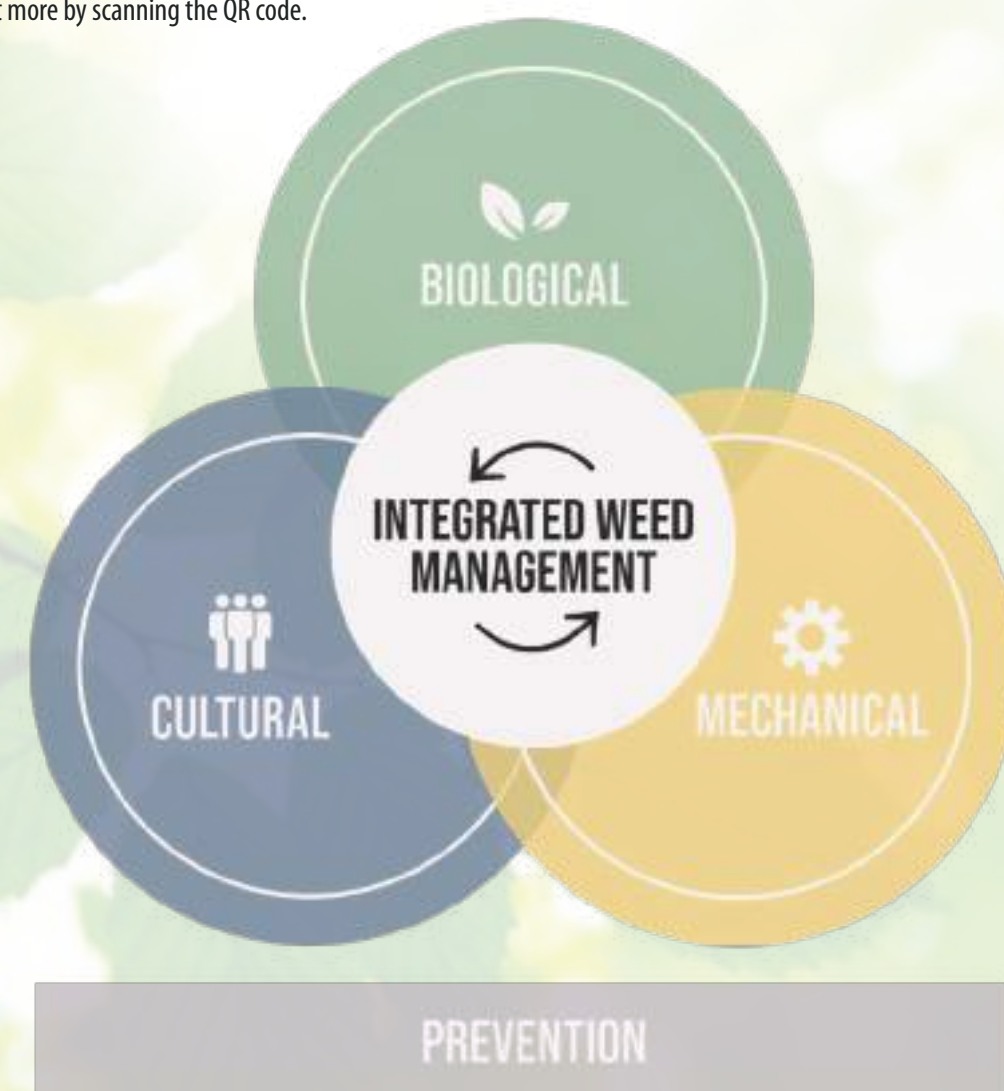 more by scanning the QR code.
BIOLOGICAL
INTEGRATED WEED
MANAGEMENT
CULTURAL
MECHANICAL
PREVENTION